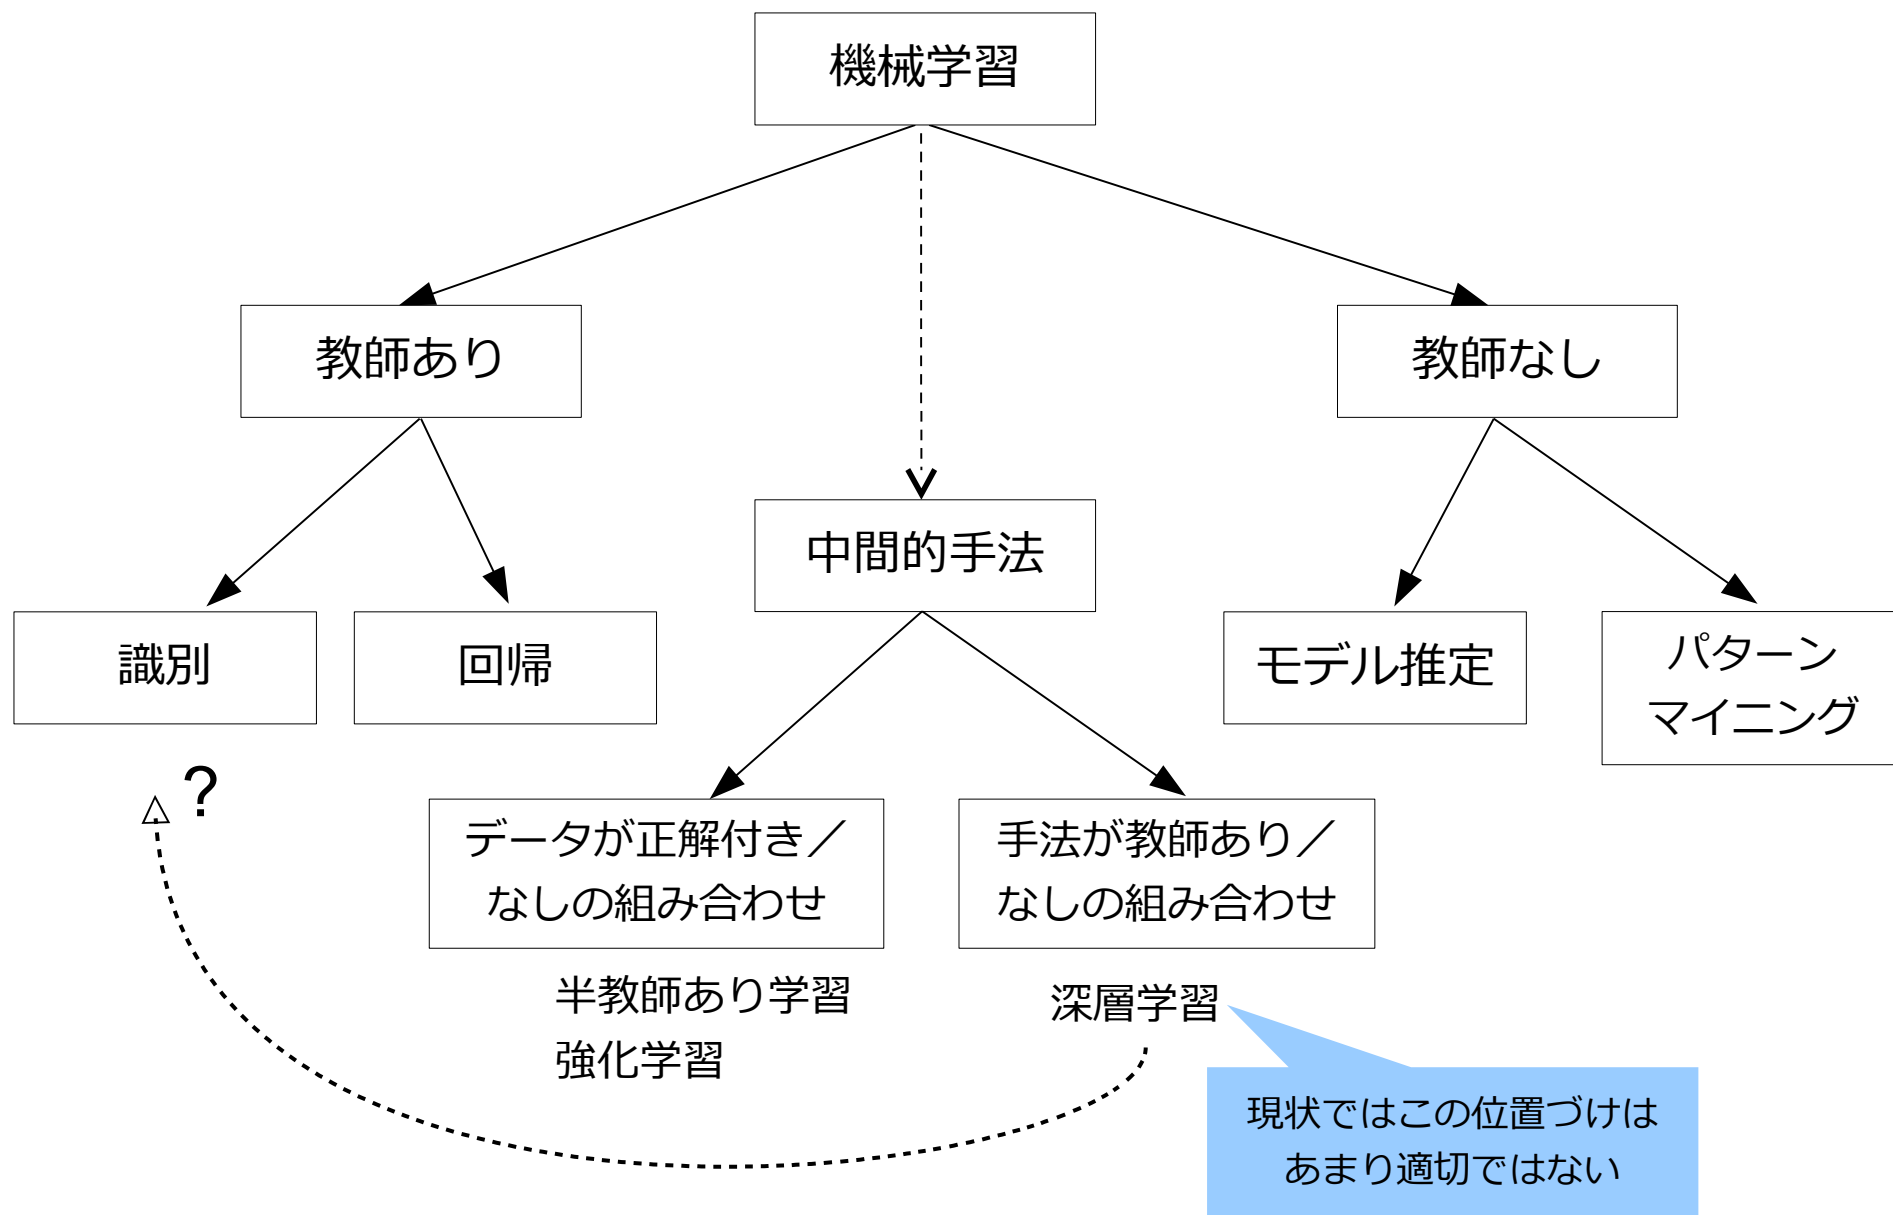 機械学習
教師あり
教師なし
中間的手法
識別
回帰
モデル推定
パターン
マイニング
?
データが正解付き／
なしの組み合わせ
手法が教師あり／
なしの組み合わせ
半教師あり学習
強化学習
深層学習
現状ではこの位置づけは
あまり適切ではない